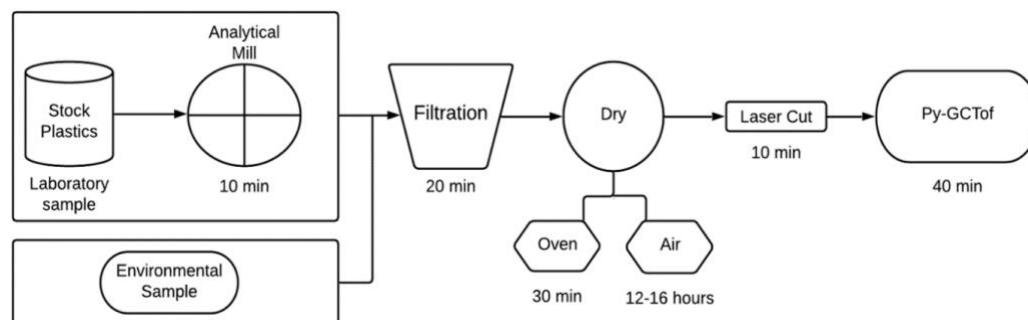 Analytical
Mill
Stock
Plastics
Laboratory
sample
10 min
Filtration
20 min
Dry
Laser Cut
10 min
Py-GCTof
40 min
Oven
30 min
Air
12-16 hours
Environmental
Sample